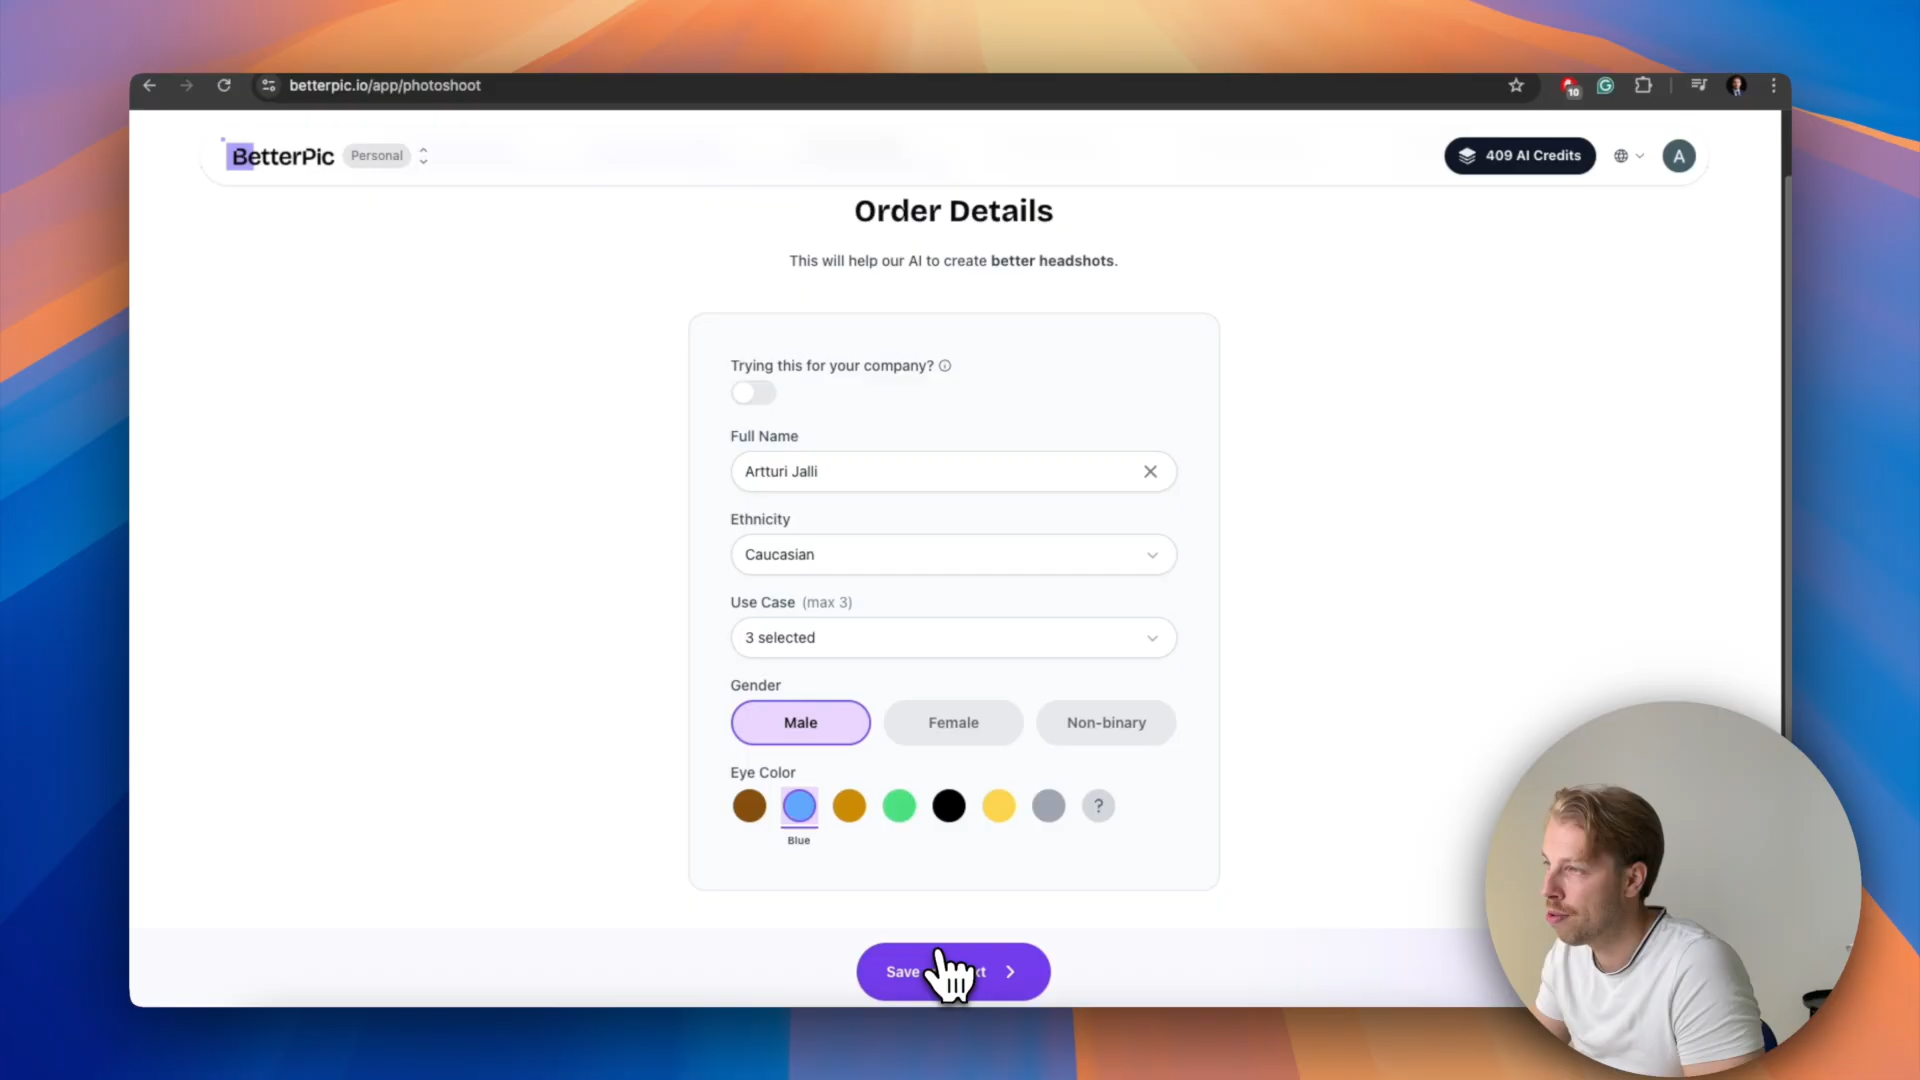 betterpic.io/app/photoshoot
10
BetterPic
Personal
409 AI Credits
A
Order Details
This will help our AI to create better headshots.
Trying this for your company?
Full Name
Artturi Jalli
Ethnicity
Caucasian
Use Case (max 3)
3 selected
Gender
Male
Female
Non-binary
Eye Color
?
Blue
Save